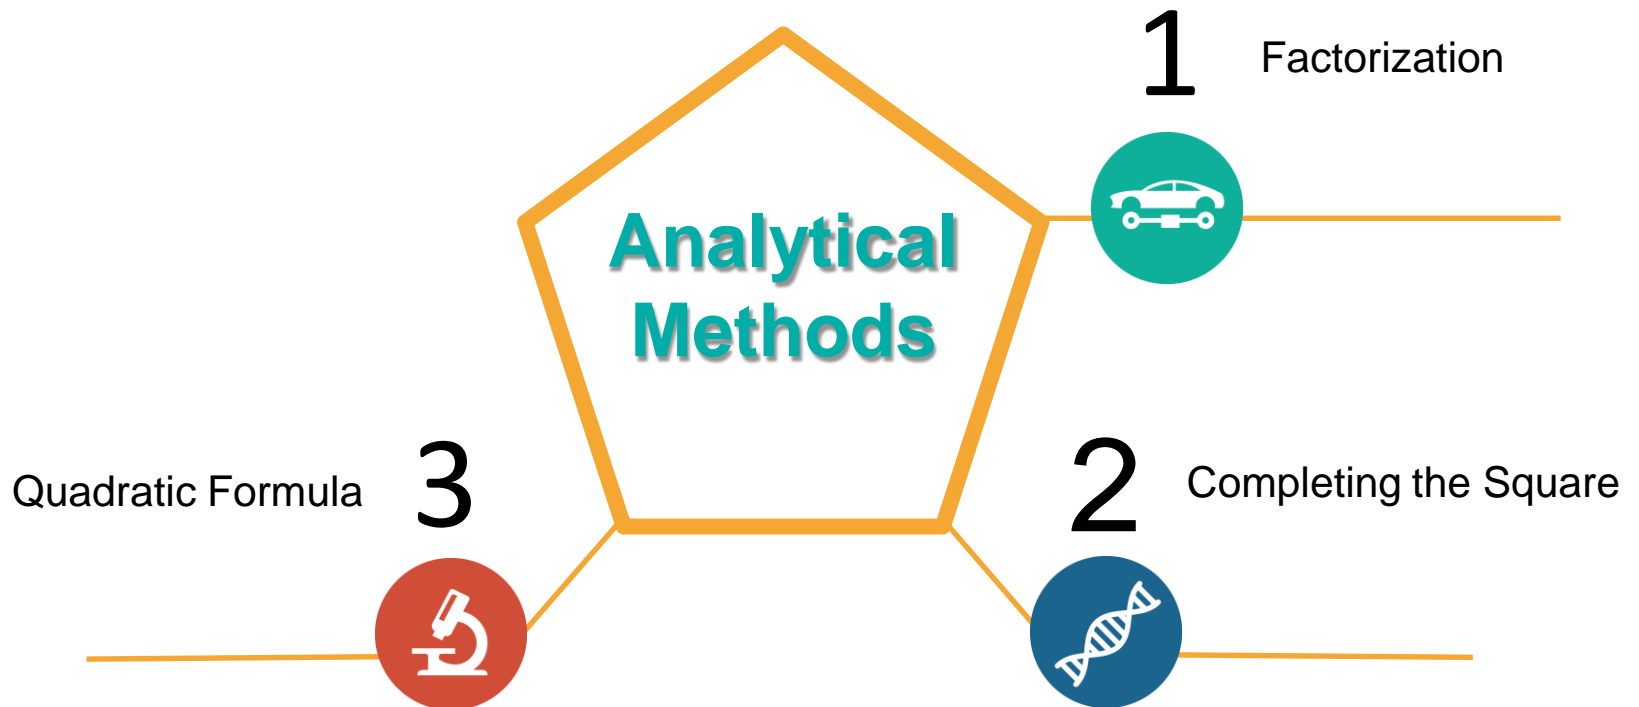 1
Factorization
Analytical
Methods
2
Completing the Square
3
Quadratic Formula